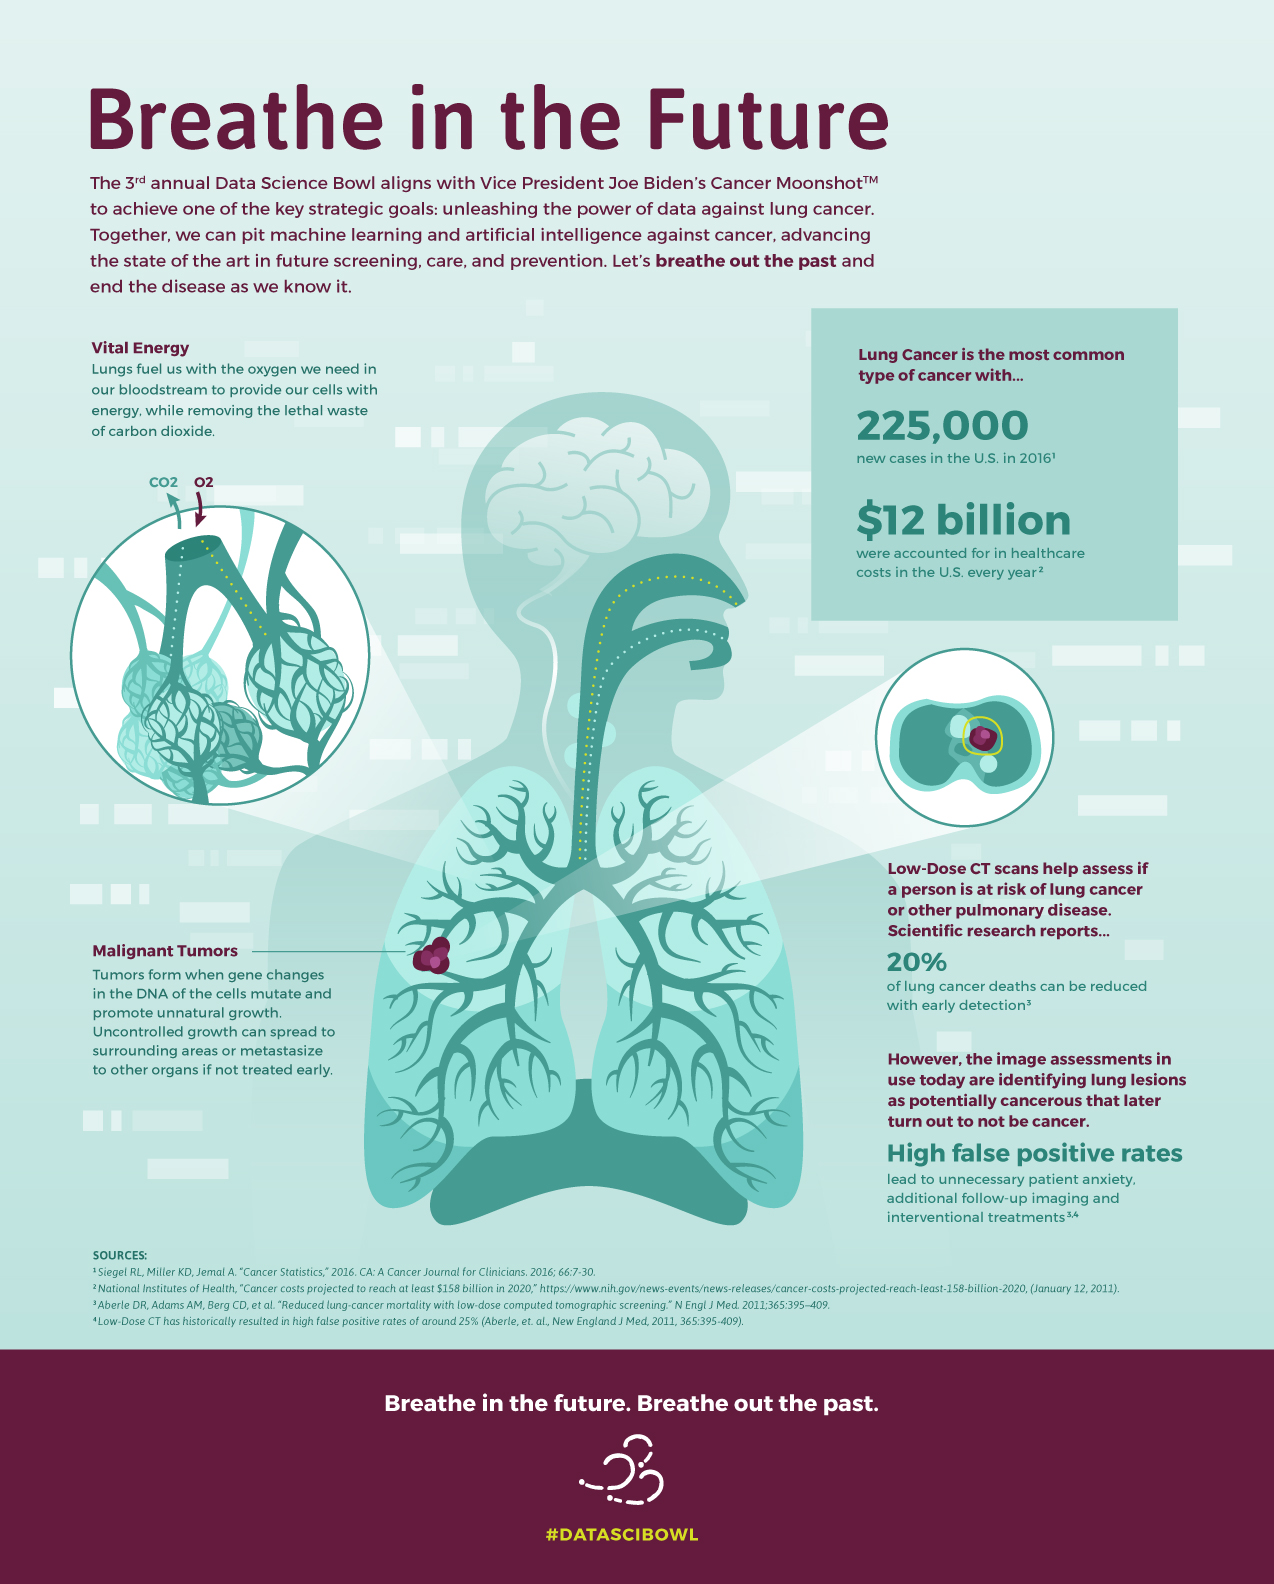 Breathe in the Future
The 3rd annual Data Science Bowl aligns with Vice President Joe Biden's Cancer Moonshot™
to achieve one of the key strategic goals: unleashing the power of data against lung cancer.
Together, we can pit machine learning and artificial intelligence against cancer, advancing
the state of the art in future screening, care, and prevention. Let's breathe out the past and
end the disease as we know it.
Vital Energy
Lungs fuel us with the oxygen we need in
our bloodstream to provide our cells with
energy, while removing the lethal waste
of carbon dioxide.
CO2 O2
Lung Cancer is the most common
type of cancer with...
225,000
new cases in the U.S. in 2016¹
$12 billion
were accounted for in healthcare
costs in the U.S. every year²
Malignant Tumors
Tumors form when gene changes
in the DNA of the cells mutate and
promote unnatural growth.
Uncontrolled growth can spread to
surrounding areas or metastasize
to other organs if not treated early.
Low-Dose CT scans help assess if
a person is at risk of lung cancer
or other pulmonary disease.
Scientific research reports...
20%
of lung cancer deaths can be reduced
with early detection³
However, the image assessments in
use today are identifying lung lesions
as potentially cancerous that later
turn out to not be cancer.
High false positive rates
lead to unnecessary patient anxiety,
additional follow-up imaging and
interventional treatments³,⁴
SOURCES:
¹ Siegel RL, Miller KD, Jemal A. "Cancer Statistics," 2016. CA: A Cancer Journal for Clinicians. 2016; 66:7-30.
² National Institutes of Health, "Cancer costs projected to reach at least $158 billion in 2020," https://www.nih.gov/news-events/news-releases/cancer-costs-projected-reach-least-158-billion-2020, (January 12, 2011).
³ Aberle DR, Adams AM, Berg CD, et al. "Reduced lung-cancer mortality with low-dose computed tomographic screening." N Engl J Med. 2011;365:395–409.
⁴ Low-Dose CT has historically resulted in high false positive rates of around 25% (Aberle, et. al., New England J Med, 2011, 365:395-409).
Breathe in the future. Breathe out the past.
#DATASCIBOWL